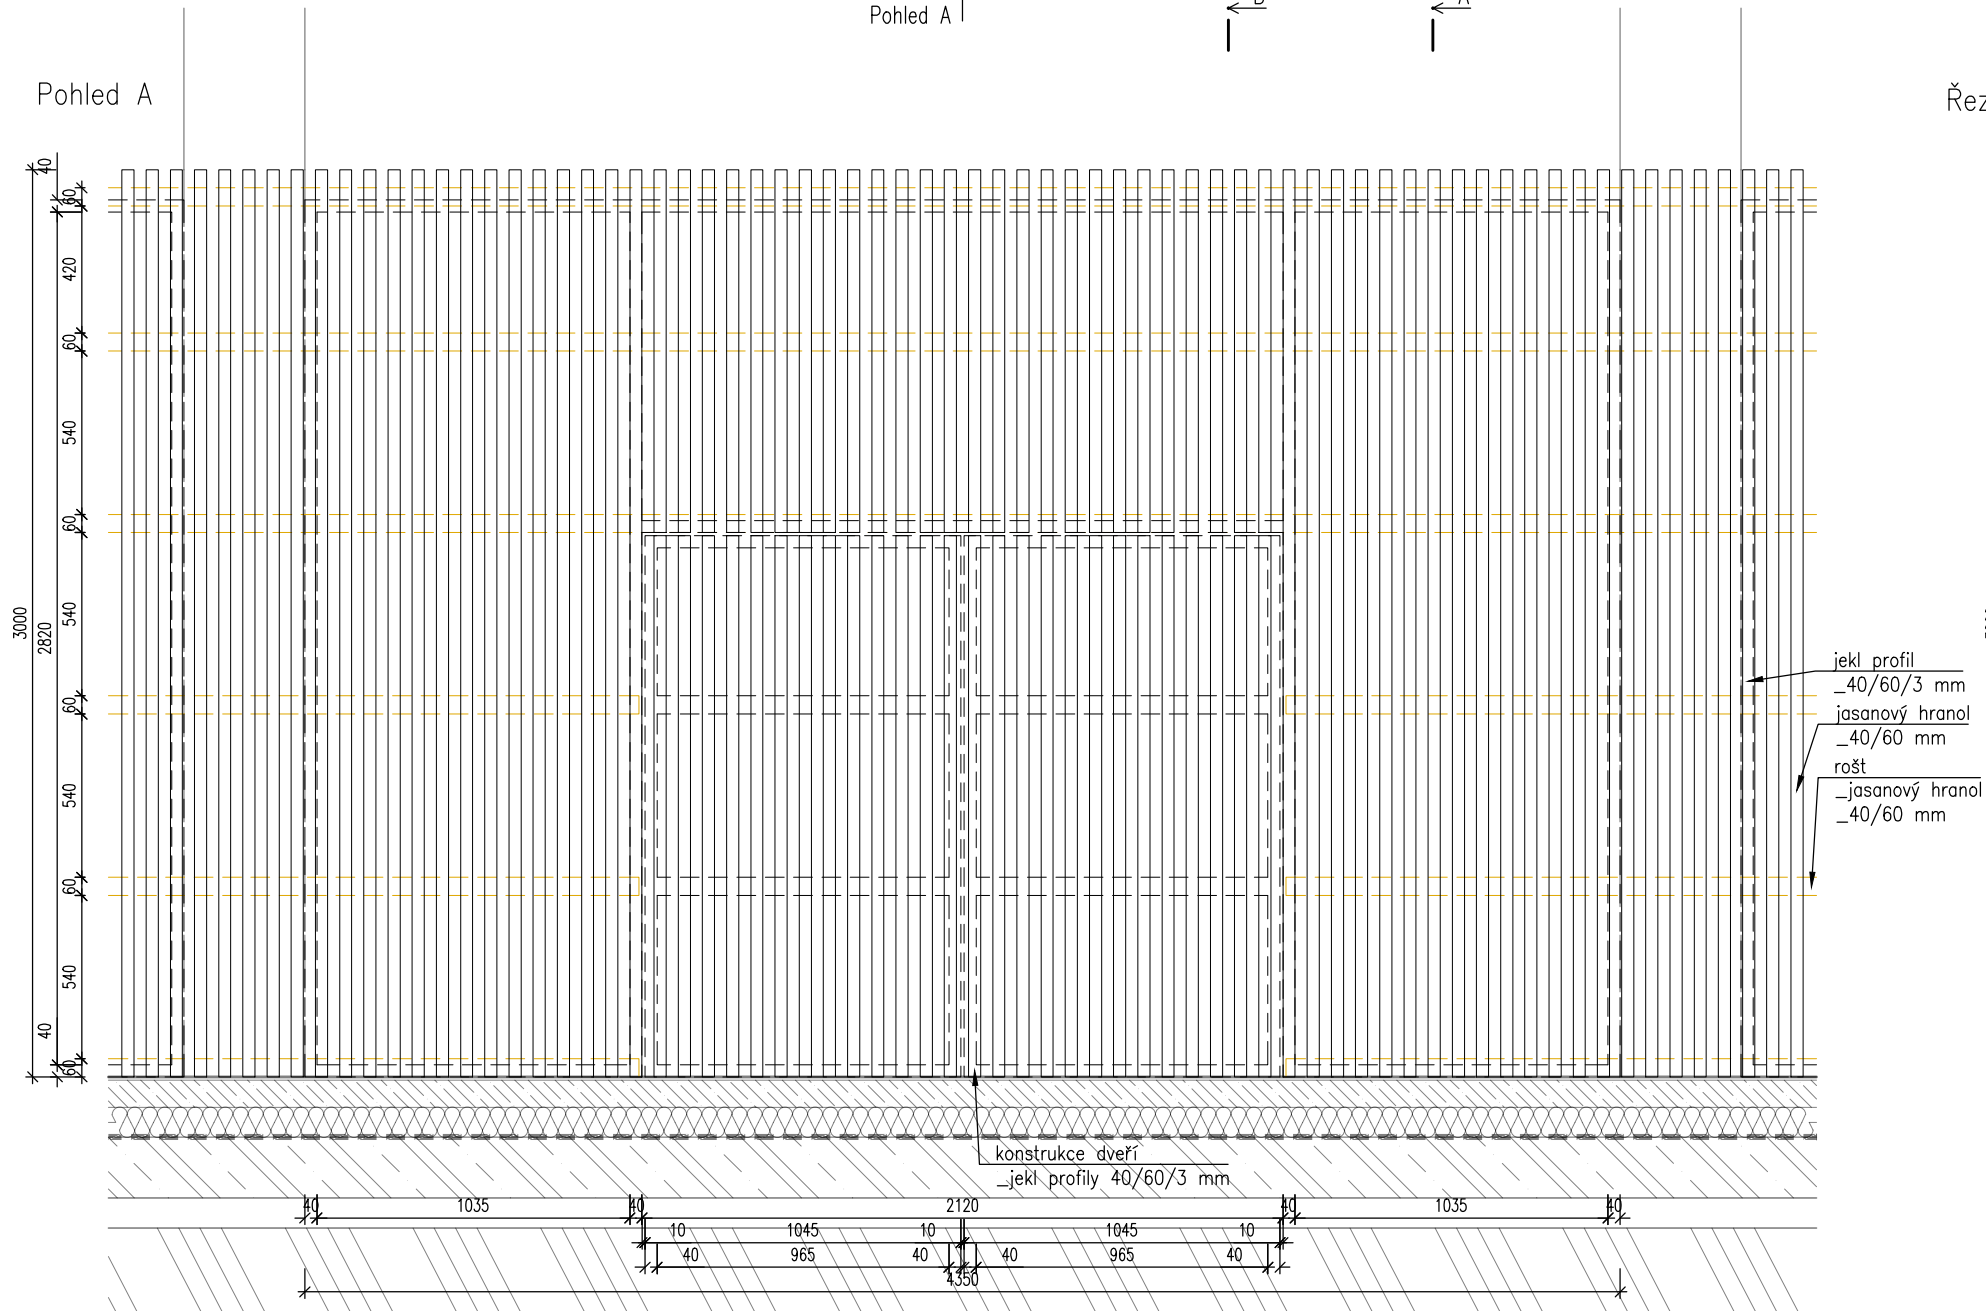 Pohled A
A
Pohled A
Řez
40
60
420
60
540
60
540
3000
2820
60
540
60
540
40
60
jekl profil
_40/60/3 mm
jasanový hranol
_40/60 mm
rošt
_jasanový hranol
_40/60 mm
konstrukce dveří
_jekl profily 40/60/3 mm
40 1035 40 2120 40 1035 40
10 1045 10 1045 10
40 965 40 40 965 40
4350